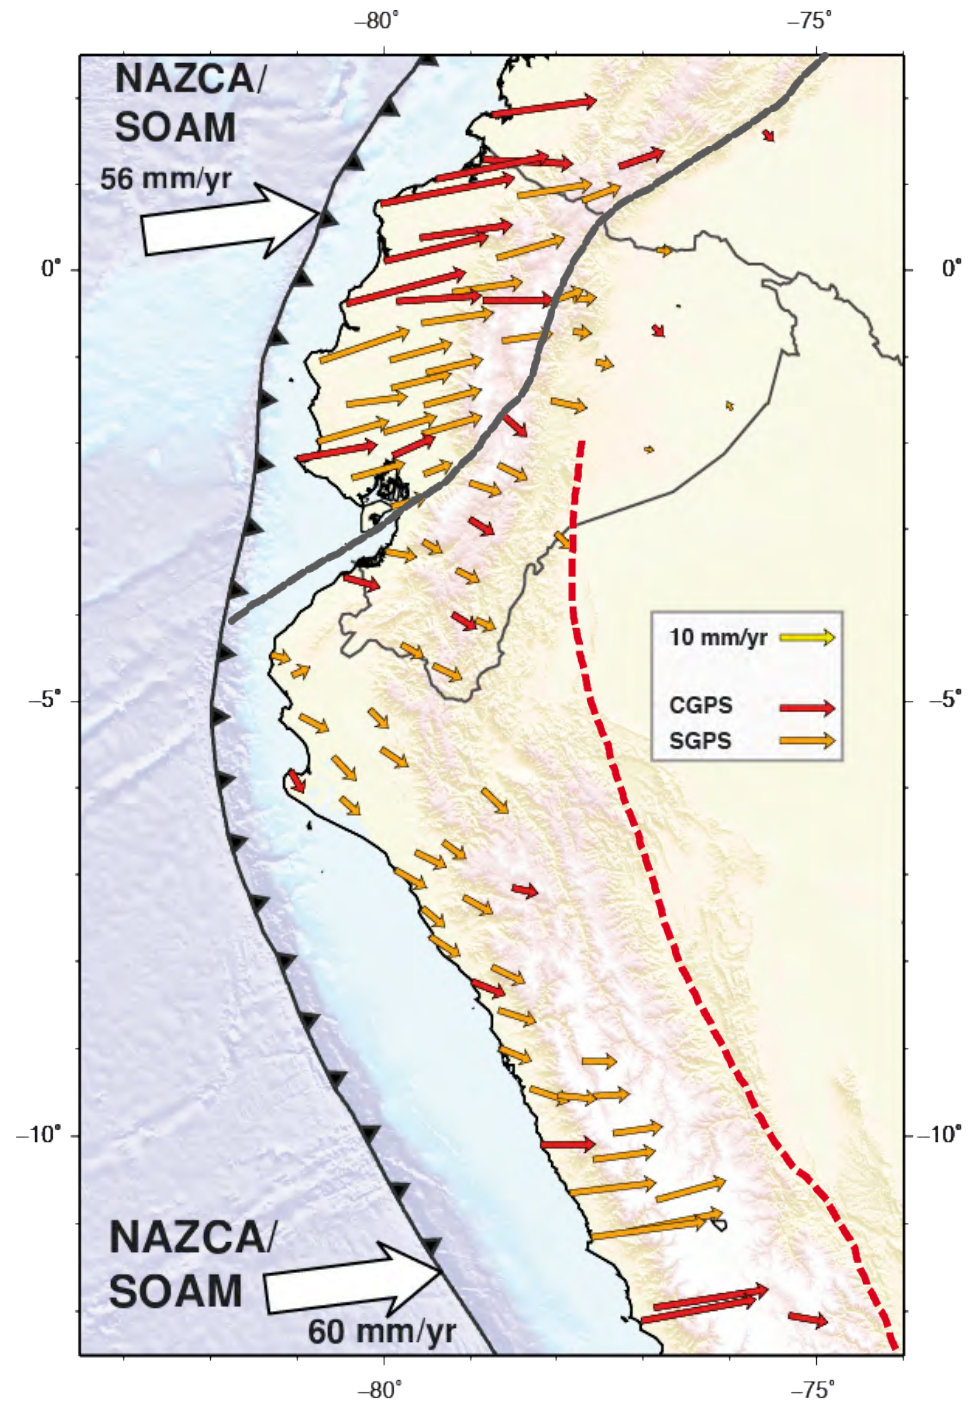 –80° –75°
NAZCA/
SOAM
56 mm/yr
0° 0°
10 mm/yr
–5° CGPS –5°
SGPS
–10° –10°
NAZCA/
SOAM
60 mm/yr
–80° –75°